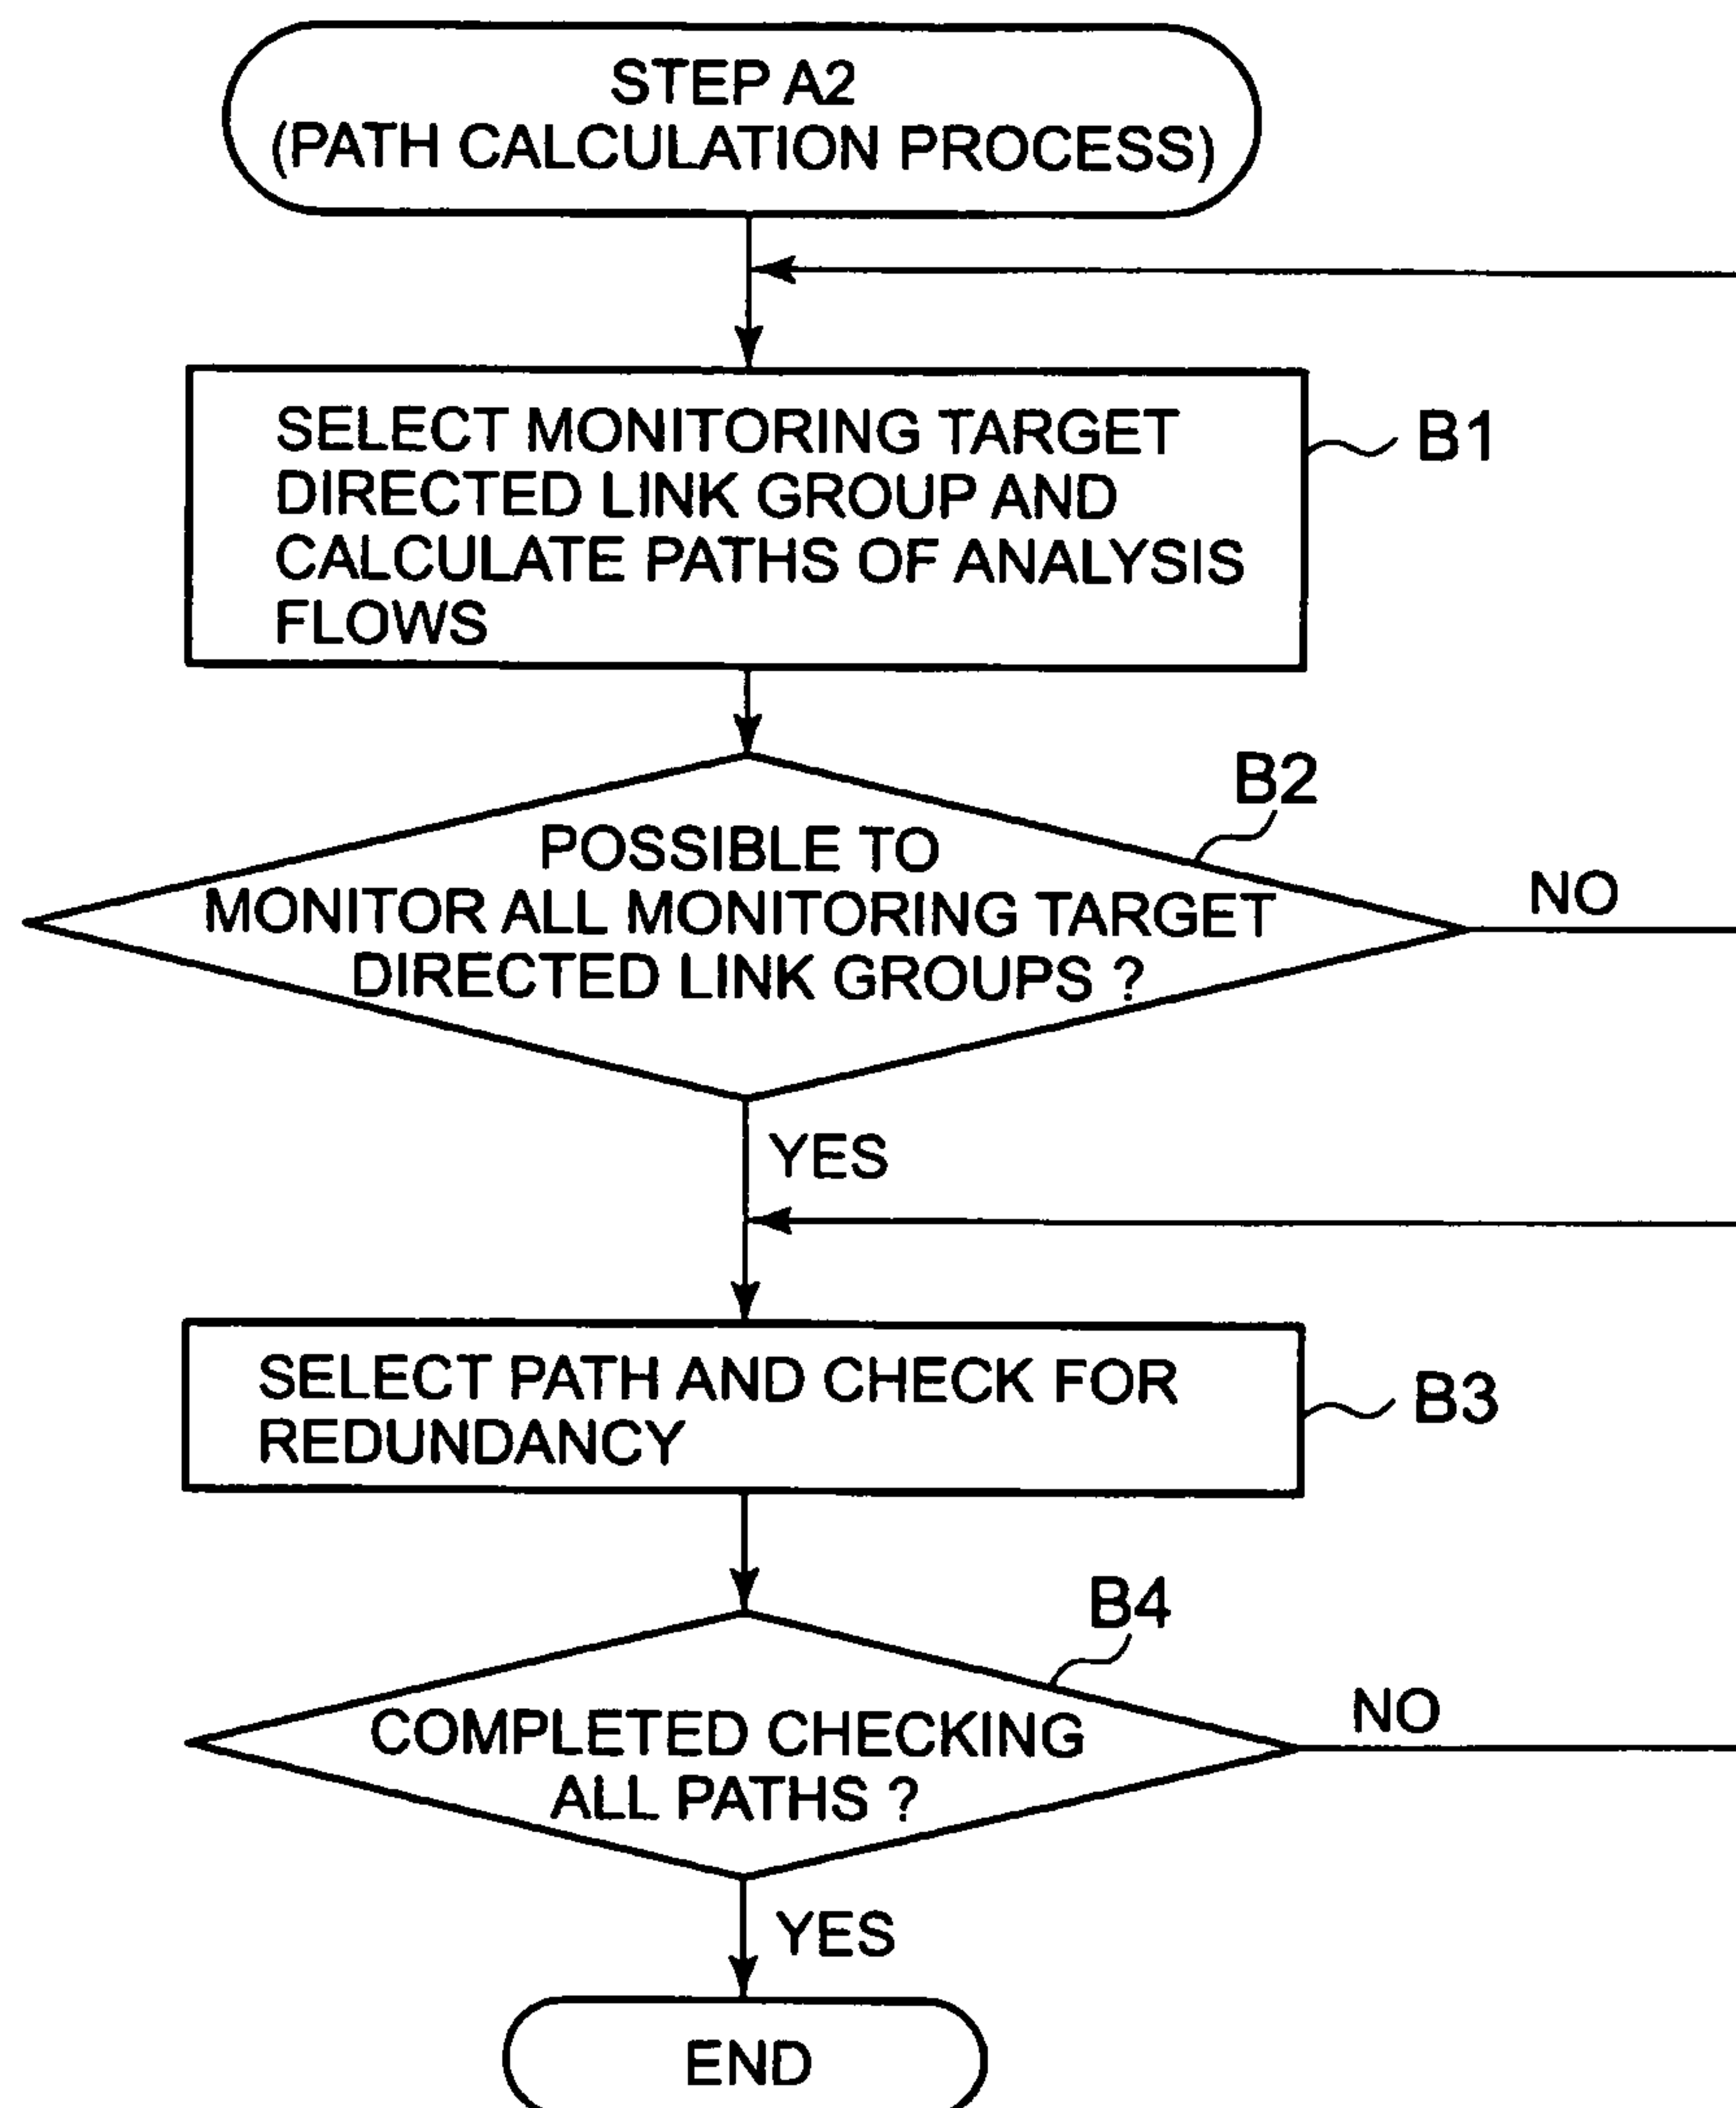 STEP A2
(PATH CALCULATION PROCESS)
SELECT MONITORING TARGET
DIRECTED LINK GROUP AND
CALCULATE PATHS OF ANALYSIS
FLOWS
B1
B2
POSSIBLE TO
MONITOR ALL MONITORING TARGET
DIRECTED LINK GROUPS ?
NO
YES
SELECT PATH AND CHECK FOR
REDUNDANCY
B3
B4
COMPLETED CHECKING
ALL PATHS ?
NO
YES
END